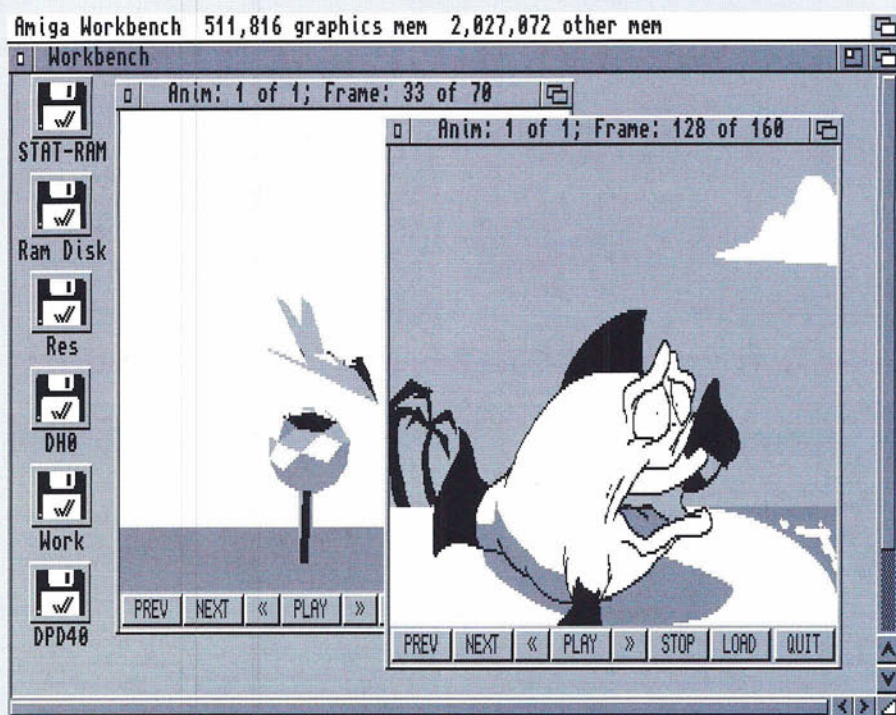 Amiga Workbench 511,816 graphics mem 2,027,072 other mem
Workbench
STAT-RAM
Ram Disk
Res
DH0
Work
DPD40
Anim: 1 of 1; Frame: 33 of 70
PREV NEXT « PLAY »
Anim: 1 of 1; Frame: 128 of 160
PREV NEXT « PLAY » STOP LOAD QUIT